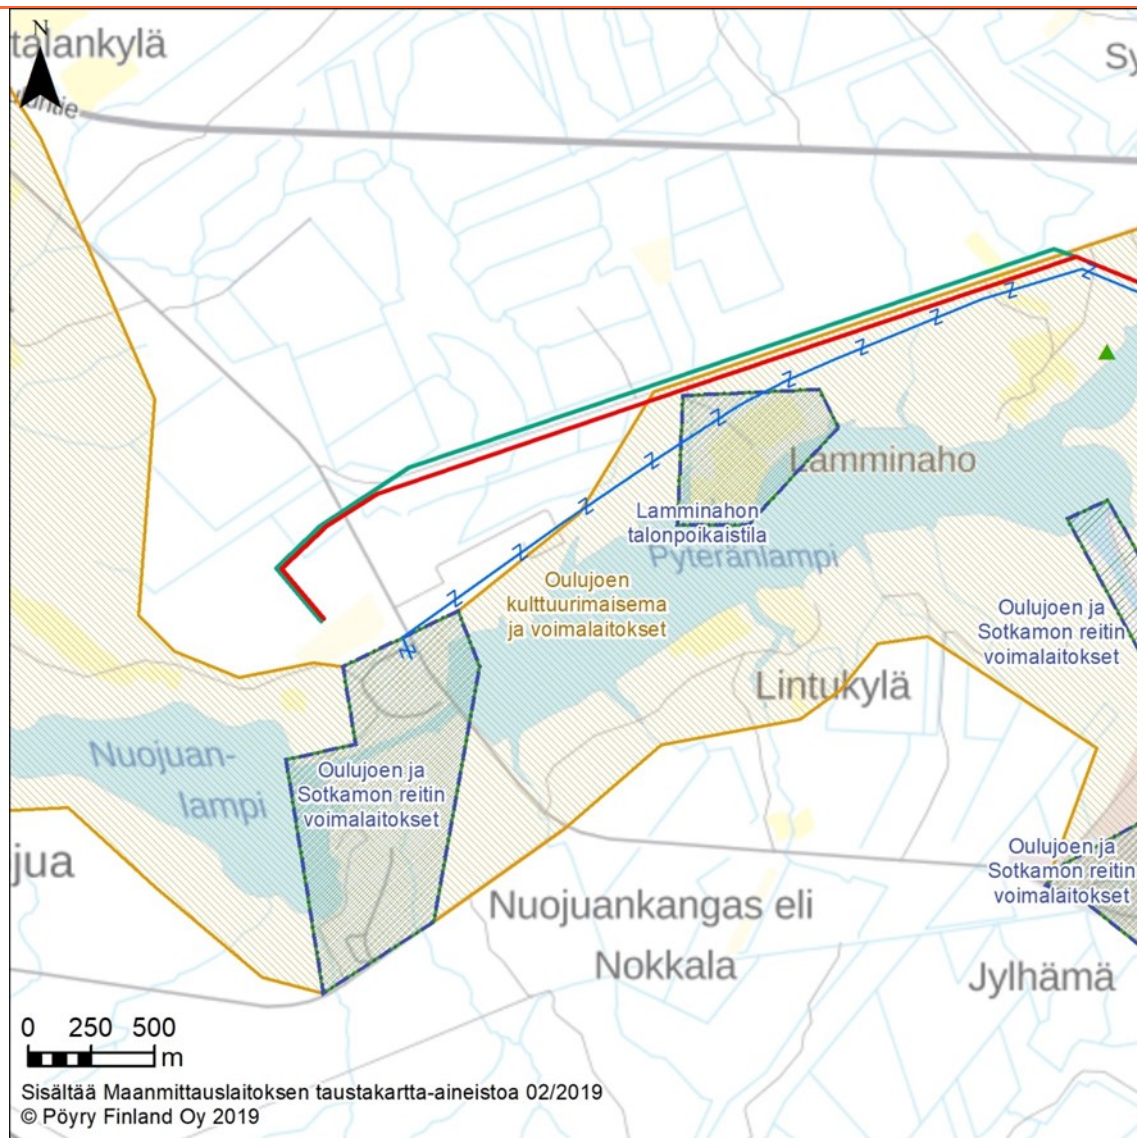 N
talankylä
Sy
Lamminaho
Lamminahon
talonpoikaistila
Pyteränlampi
Oulujoen
kulttuurimaisema
ja voimalaitokset
Oulujoen ja
Sotkamon reitin
voimalaitokset
Lintukylä
Nuojuan-
lampi
Oulujoen ja
Sotkamon reitin
voimalaitokset
Oulujoen ja
Sotkamon reitin
voimalaitokset
jua
Nuojuankangas eli
Nokkala
Jylhämä
0 250 500
m
Sisältää Maanmittauslaitoksen taustakartta-aineistoa 02/2019
© Pöyry Finland Oy 2019